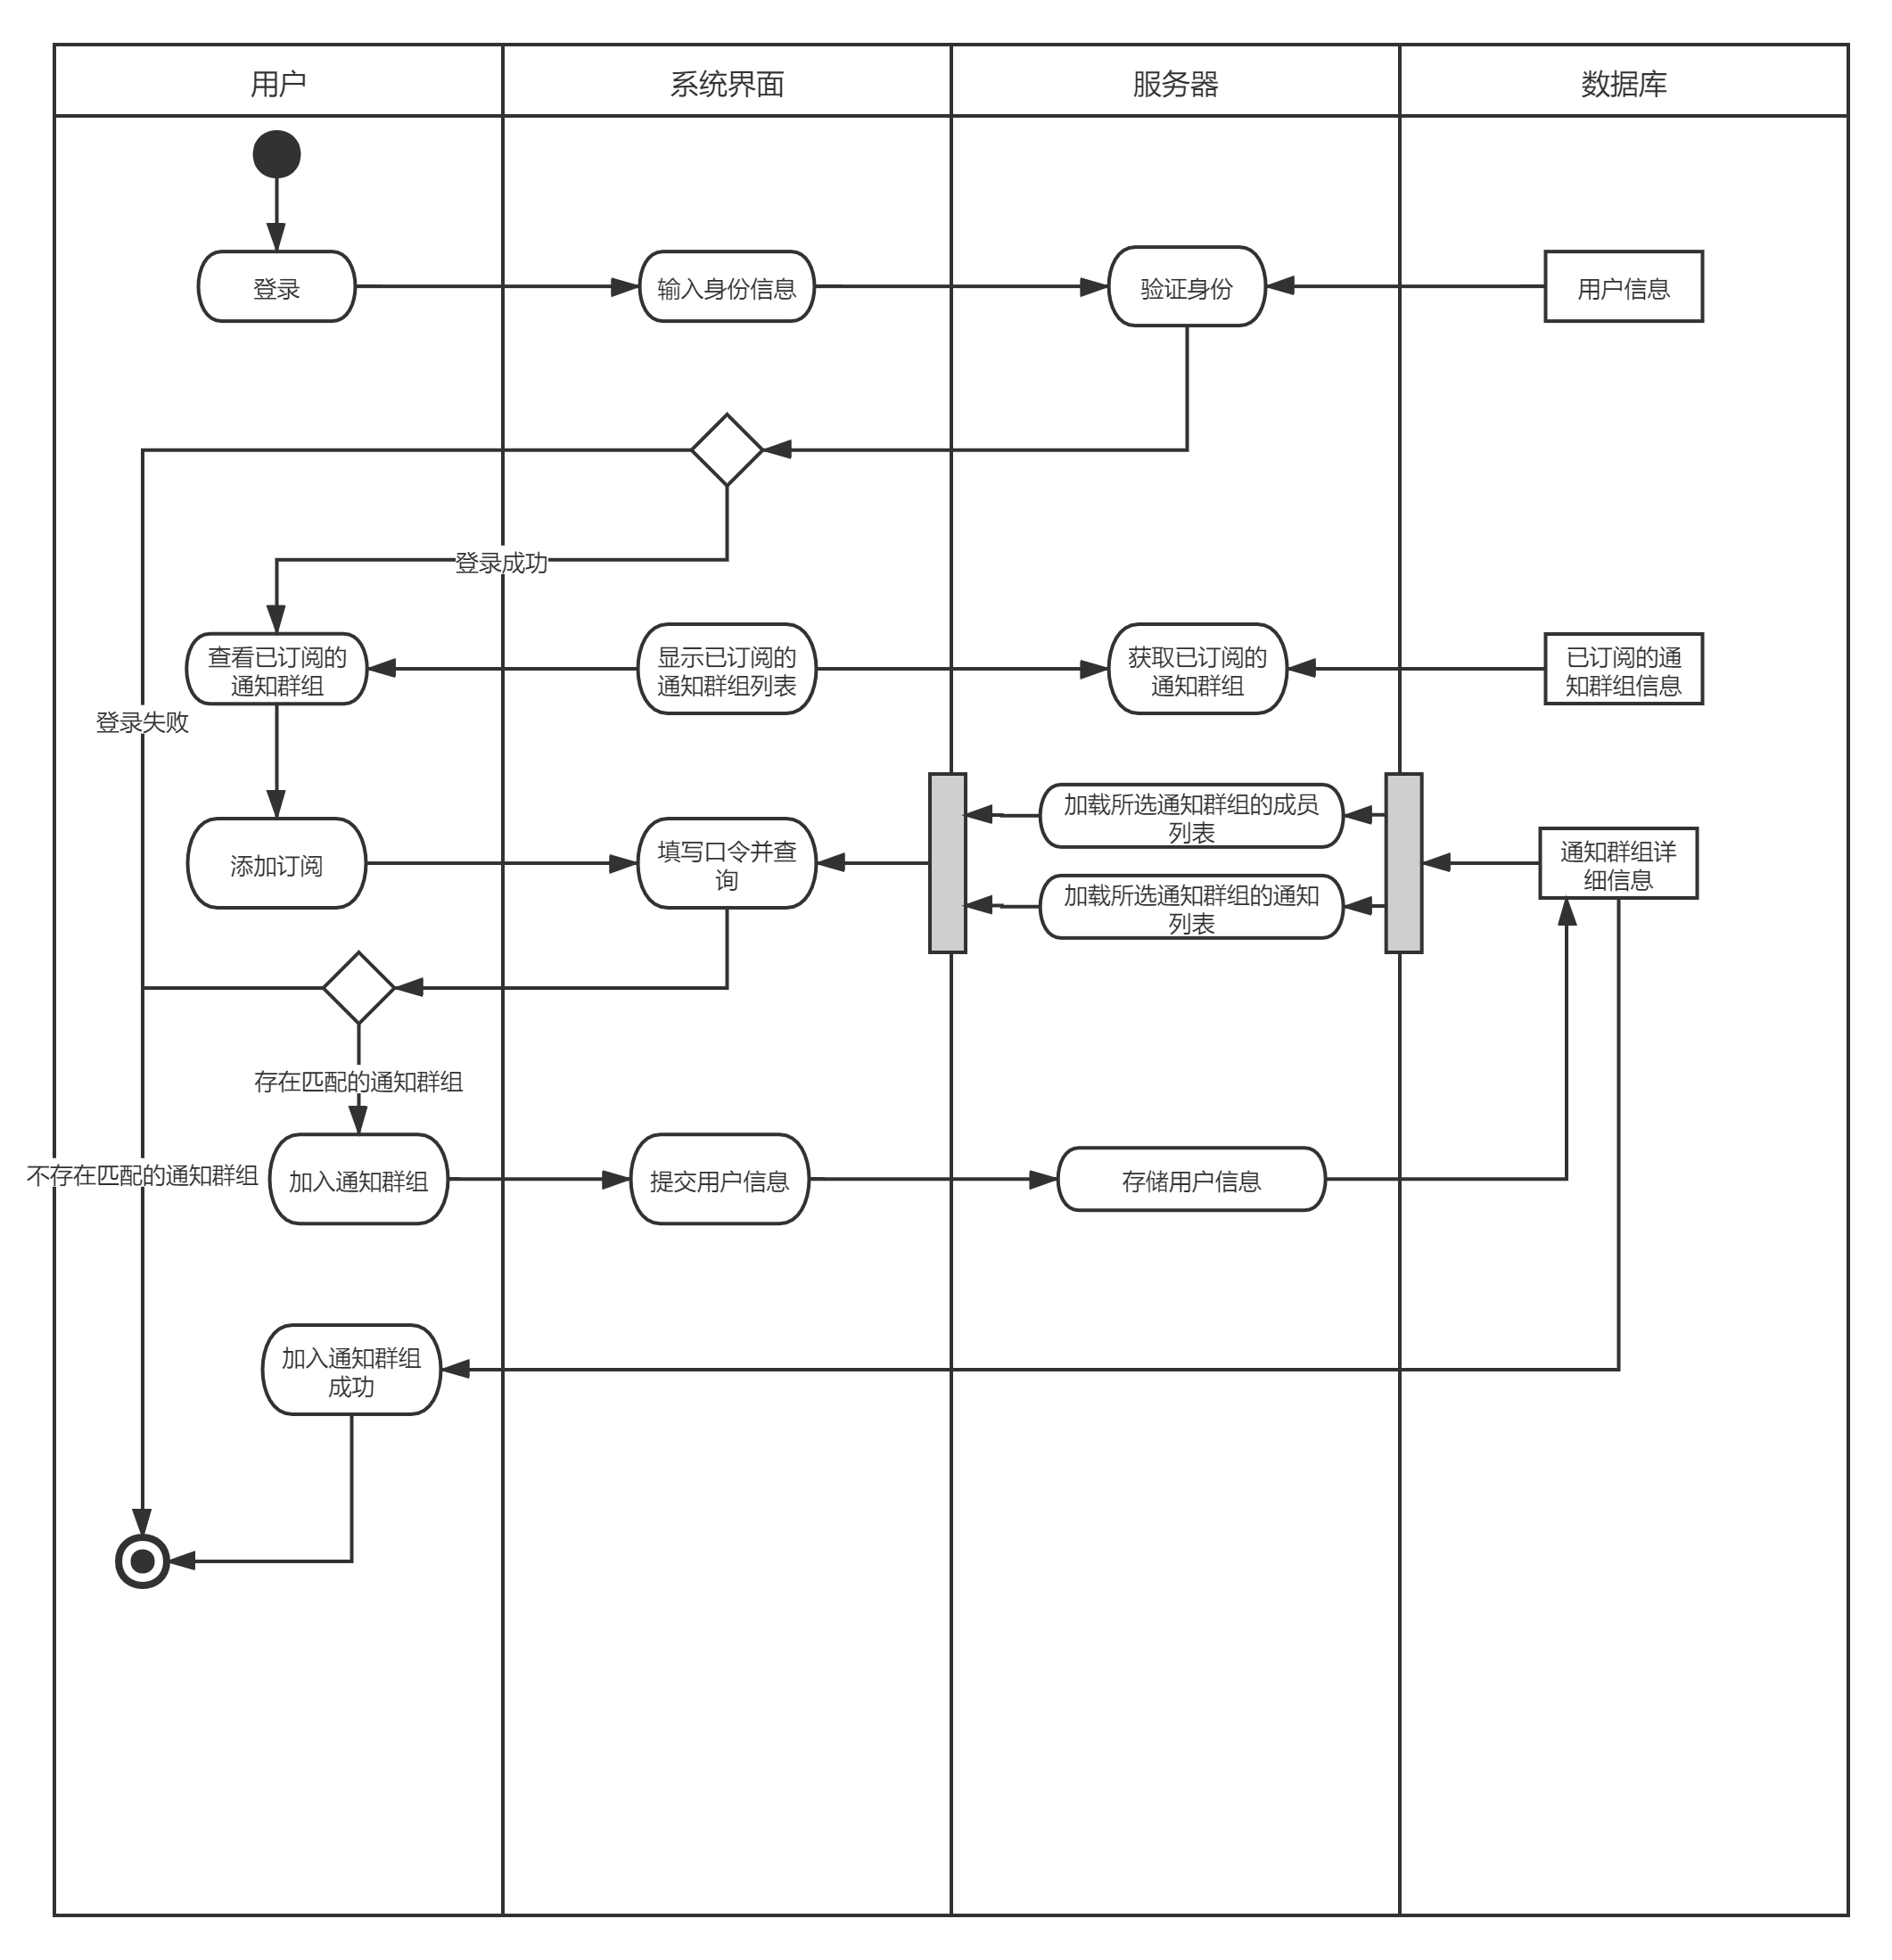 用户
系统界面
服务器
数据库
登录
输入身份信息
验证身份
用户信息
登录成功
查看已订阅的
通知群组
显示已订阅的
通知群组列表
获取已订阅的
通知群组
已订阅的通
知群组信息
登录失败
添加订阅
填写口令并查
询
加载所选通知群组的成员
列表
加载所选通知群组的通知
列表
通知群组详
细信息
存在匹配的通知群组
不存在匹配的通知群组
加入通知群组
提交用户信息
存储用户信息
加入通知群组
成功